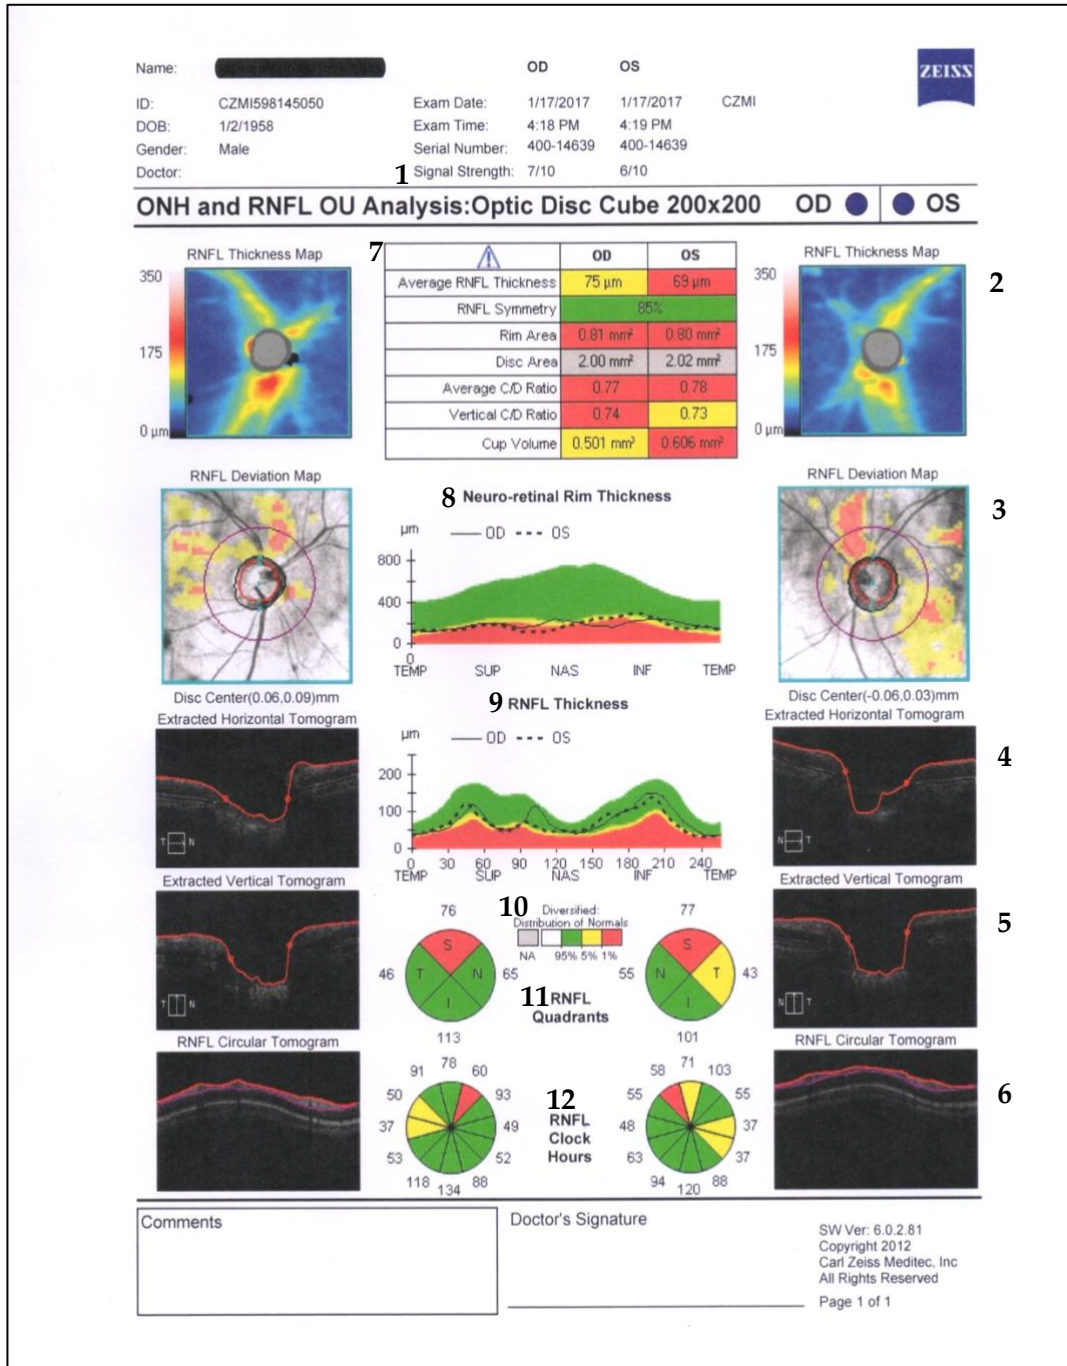 Name:
OD OS
ZEISS
ID: CZMI598145050 Exam Date: 1/17/2017 1/17/2017 CZMI
DOB: 1/2/1958 Exam Time: 4:18 PM 4:19 PM
Gender: Male Serial Number: 400-14639 400-14639
Doctor: 1 Signal Strength: 7/10 6/10
ONH and RNFL OU Analysis:Optic Disc Cube 200x200 OD OS
RNFL Thickness Map
350
175
0 µm
7
OD OS
Average RNFL Thickness 75 µm 69 µm
RNFL Symmetry 85%
Rim Area 0.81 mm² 0.80 mm²
Disc Area 2.00 mm² 2.02 mm²
Average C/D Ratio 0.77 0.78
Vertical C/D Ratio 0.74 0.73
Cup Volume 0.501 mm³ 0.606 mm³
RNFL Thickness Map
350
175
0 µm
2
RNFL Deviation Map
Disc Center(0.06,0.09)mm
8 Neuro-retinal Rim Thickness
µm OD OS
800
400
0
0
TEMP SUP NAS INF TEMP
RNFL Deviation Map
3
Disc Center(-0.06,0.03)mm
Extracted Horizontal Tomogram
T N
9 RNFL Thickness
µm OD OS
200
100
0
0 30 60 90 120 150 180 210 240
TEMP SUP NAS INF TEMP
Extracted Horizontal Tomogram
4
N T
Extracted Vertical Tomogram
T N
76
S
46 T N 65
I
113
10 Diversified:
Distribution of Normals
NA 95% 5% 1%
11 RNFL
Quadrants
77
S
55 N T 43
I
101
Extracted Vertical Tomogram
5
N T
RNFL Circular Tomogram
78
91 60
50 93
37 49
53 52
118 88
134
12
RNFL
Clock
Hours
71
58 103
55 55
48 37
63 37
94 88
120
RNFL Circular Tomogram
6
Comments
Doctor's Signature
SW Ver: 6.0.2.81
Copyright 2012
Carl Zeiss Meditec, Inc
All Rights Reserved
Page 1 of 1